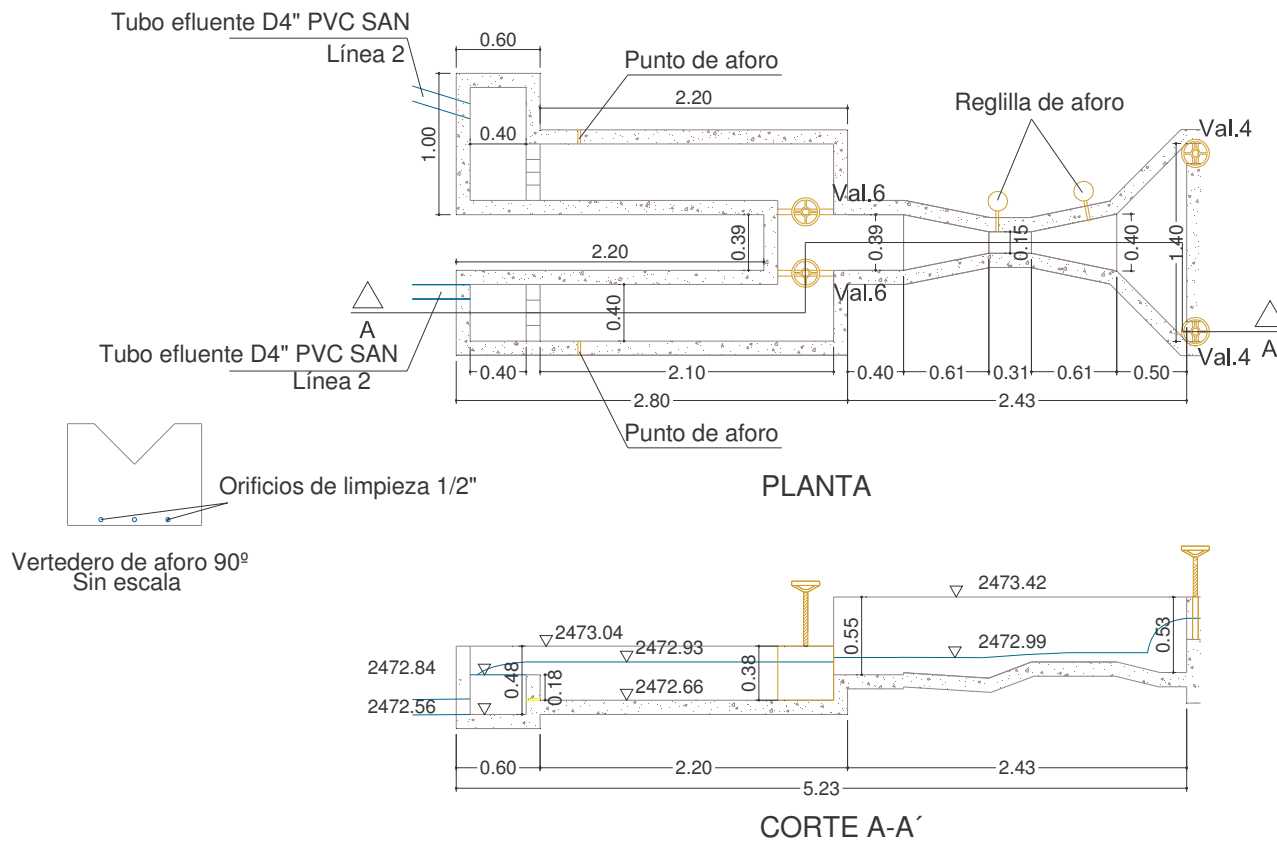 Tubo efluente D4" PVC SAN
Línea 2
0.60
Punto de aforo
2.20
Reglilla de aforo
Val.4
1.00
0.40
Val.6
0.39
0.39
0.15
0.40
1.40
2.20
Val.6
0.40
A
A
Val.4
Tubo efluente D4" PVC SAN
Línea 2
0.40
2.10
0.40
0.61
0.31
0.61
0.50
2.80
2.43
Punto de aforo
PLANTA
Orificios de limpieza 1/2"
Vertedero de aforo 90º
Sin escala
2473.42
2473.04
2472.93
2472.99
0.55
0.53
2472.84
0.48
0.18
0.38
2472.66
2472.56
0.60
2.20
2.43
5.23
CORTE A-A´